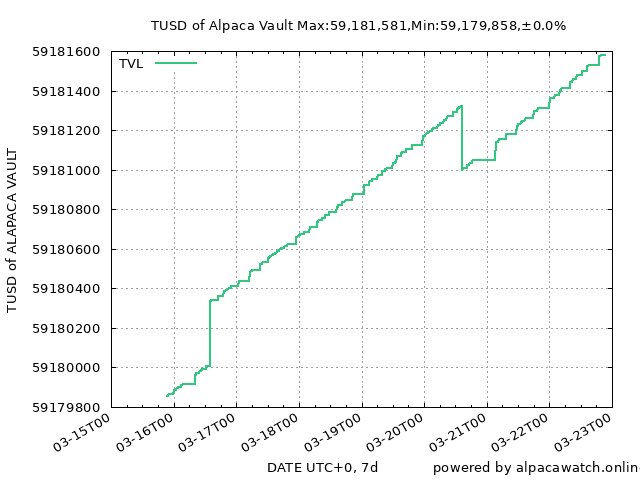 TUSD of Alpaca Vault Max:59,181,581,Min:59,179,858,±0.0%
TVL
59181600
59181400
59181200
59181000
59180800
59180600
59180400
59180200
59180000
59179800
TUSD of ALAPACA VAULT
03-15T00
03-16T00
03-17T00
03-18T00
03-19T00
03-20T00
03-21T00
03-22T00
03-23T00
DATE UTC+0, 7d
powered by alpacawatch.online